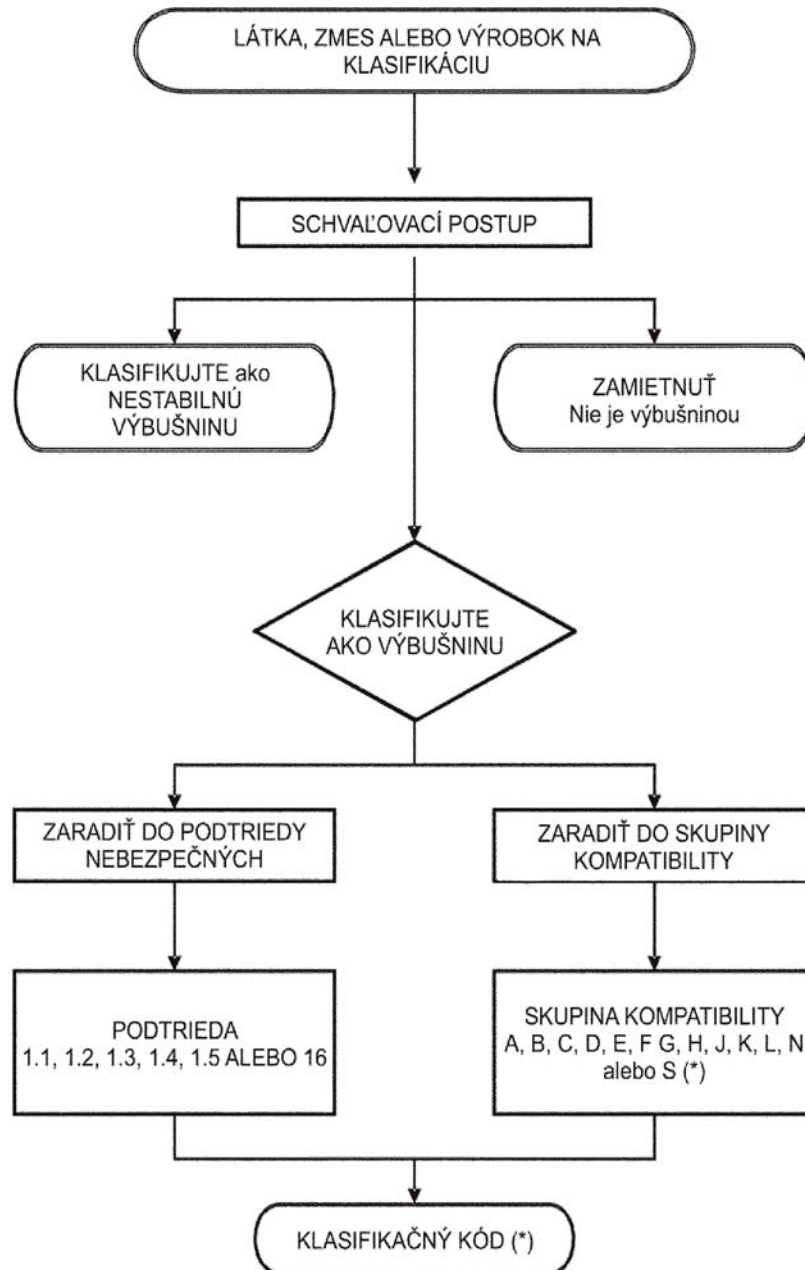 LÁTKA, ZMES ALEBO VÝROBOK NA
KLASIFIKÁCIU
SCHVAĽOVACÍ POSTUP
KLASIFIKUJTE ako
NESTABILNÚ
VÝBUŠNINU
ZAMIETNUŤ
Nie je výbušninou
KLASIFIKUJTE
AKO VÝBUŠNINU
ZARADIŤ DO PODTRIEDY
NEBEZPEČNÝCH
ZARADIŤ DO SKUPINY
KOMPATIBILITY
PODTRIEDA
1.1, 1.2, 1.3, 1.4, 1.5 ALEBO 16
SKUPINA KOMPATIBILITY
A, B, C, D, E, F G, H, J, K, L, N
alebo S (*)
KLASIFIKAČNÝ KÓD (*)